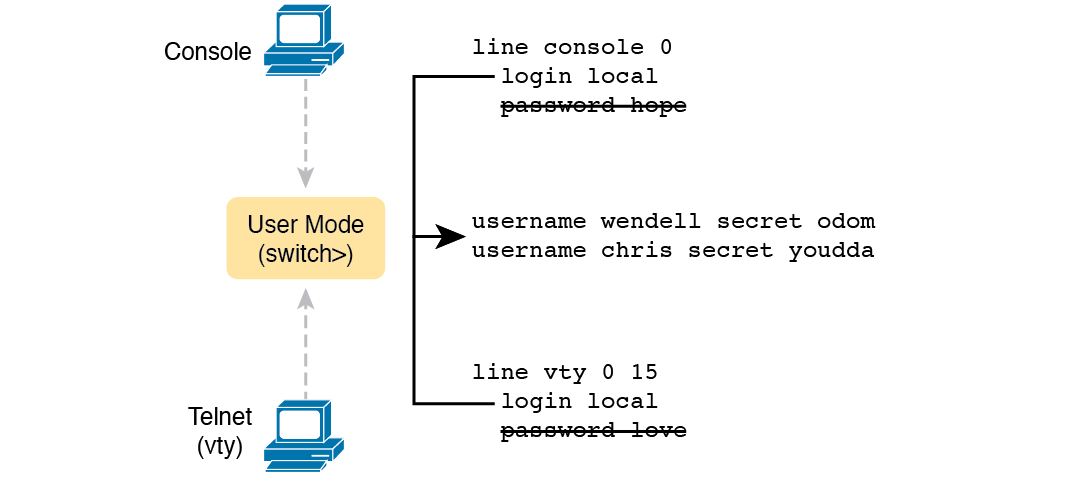 Console
line console 0
login local
password hope
User Mode
(switch>)
username wendell secret odom
username chris secret youdda
line vty 0 15
login local
password love
Telnet
(vty)